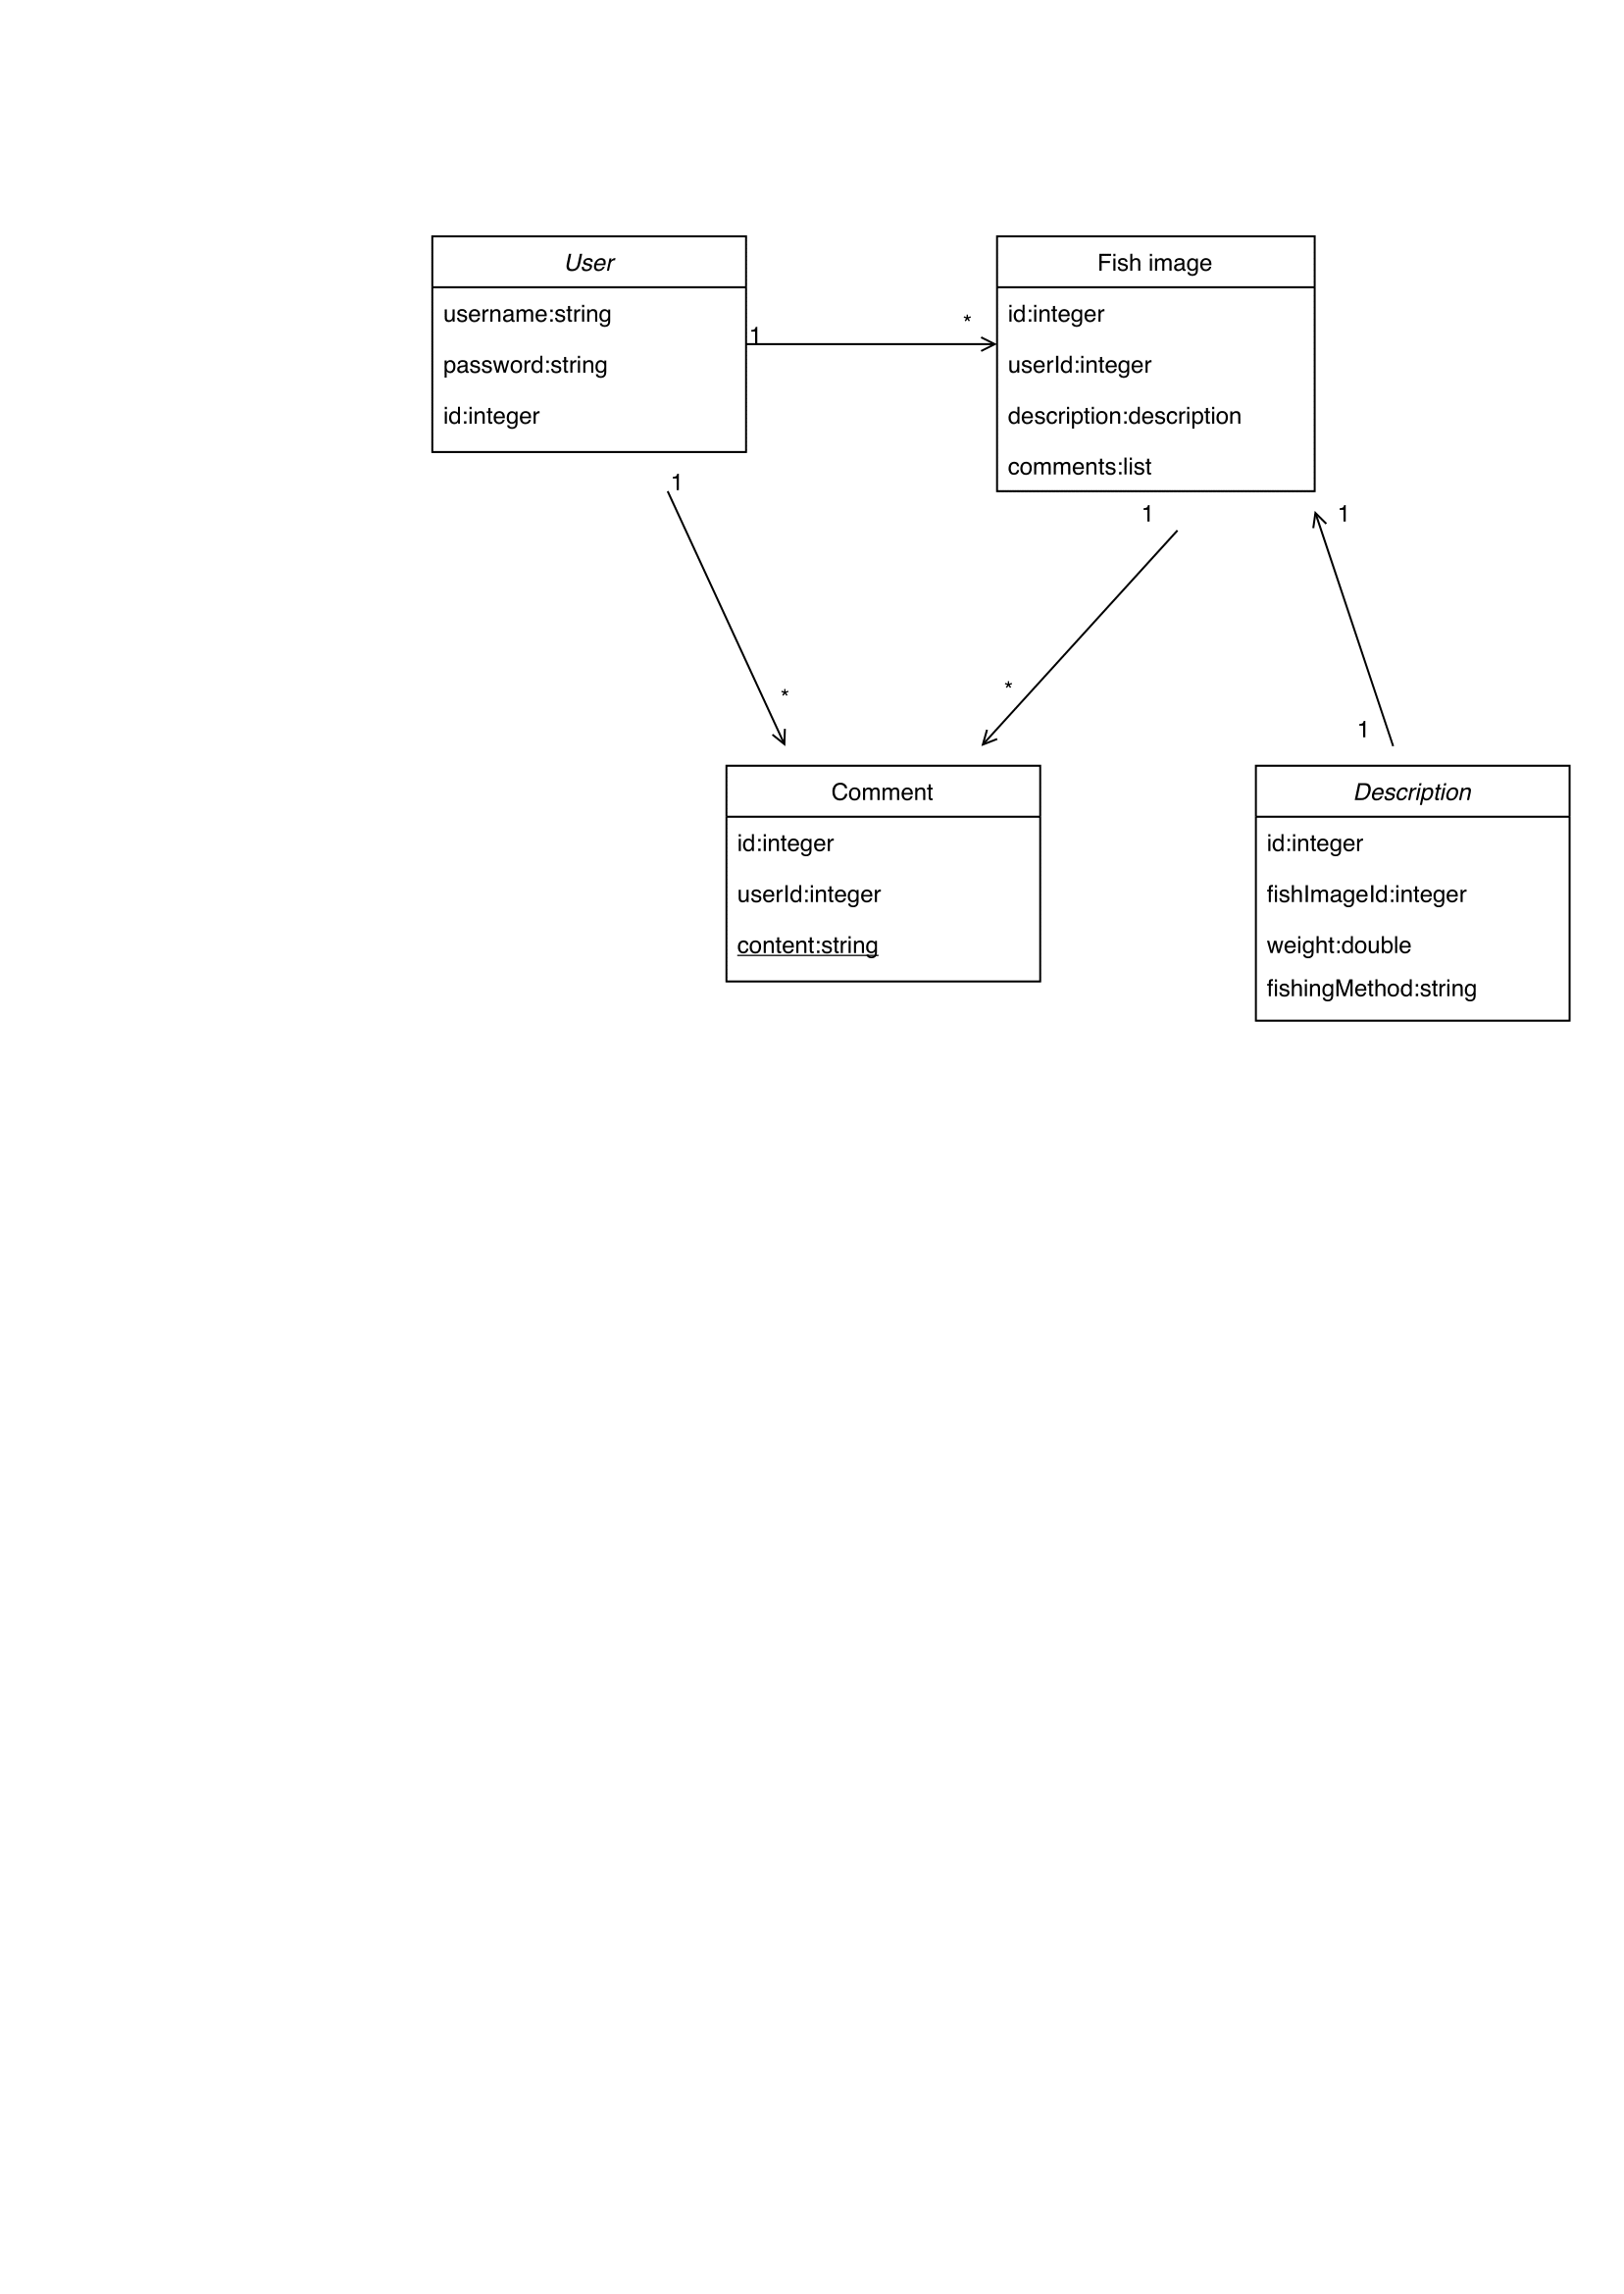 User
username:string
password:string
id:integer
1
*
Fish image
id:integer
userId:integer
description:description
comments:list
1
*
1
*
1
1
Comment
id:integer
userId:integer
content:string
Description
id:integer
fishImageId:integer
weight:double
fishingMethod:string